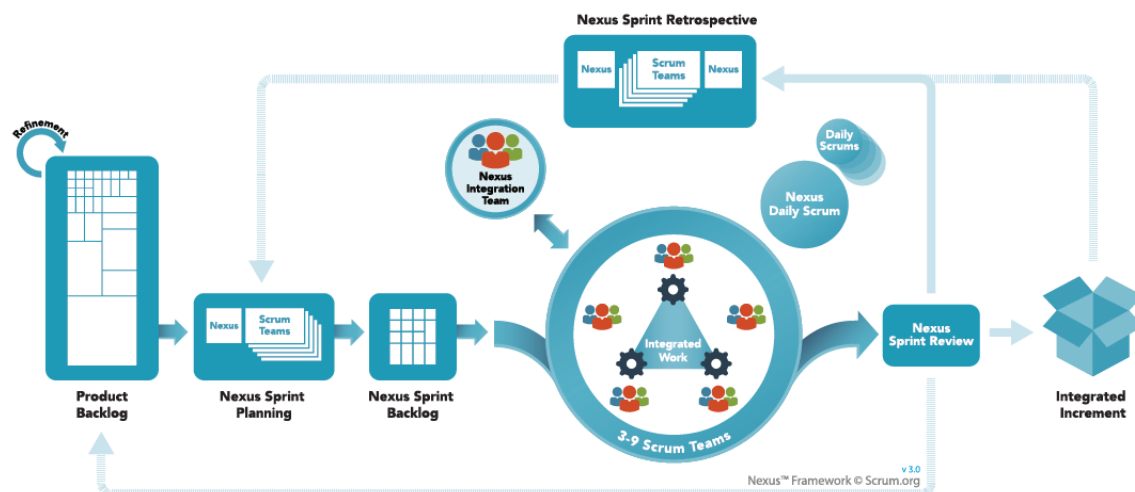 Nexus Sprint Retrospective
Nexus
Scrum
Teams
Nexus
Refinement
Nexus
Integration
Team
Daily
Scrums
Nexus
Daily Scrum
Nexus
Scrum
Teams
Integrated
Work
Nexus
Sprint Review
Product
Backlog
Nexus Sprint
Planning
Nexus Sprint
Backlog
3-9 Scrum Teams
Integrated
Increment
v 3.0
Nexus™ Framework © Scrum.org